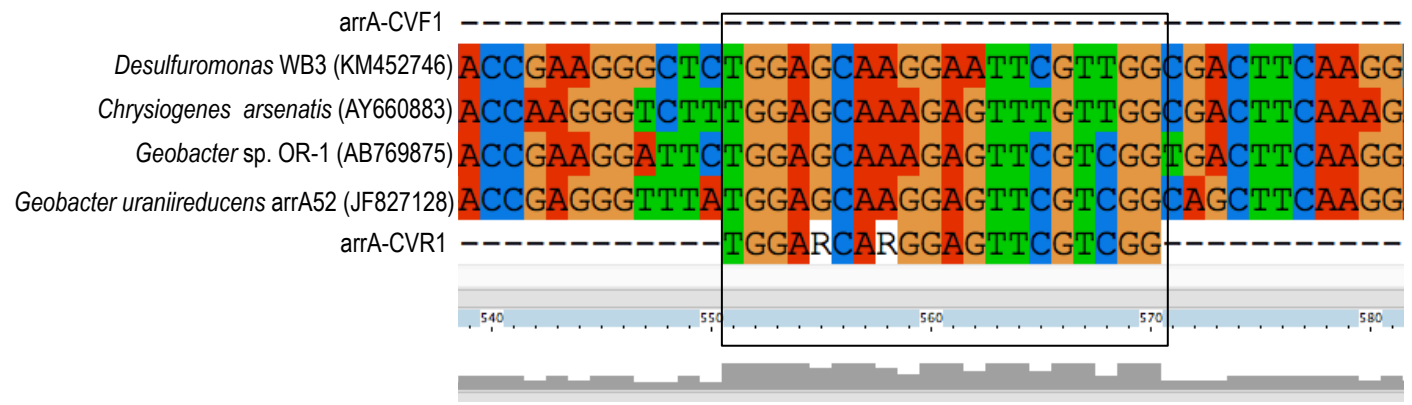 arrA-CVF1 -------------------------------------------
Desulfuromonas WB3 (KM452746) ACCGAAGGGCTCTGGAGCAAGGAATTCGTTGGCGACTTCAAGG
Chrysiogenes arsenatis (AY660883) ACCAAGGGTCTTTGGAGCAAAGAGTTTGTTGGCGACTTCAAAG
Geobacter sp. OR-1 (AB769875) ACCGAAGGATTCTGGAGCAAAGAGTTCGTCGGTGACTTCAAGG
Geobacter uraniireducens arrA52 (JF827128) ACCGAGGGTTTATGGAGCAAGGAGTTCGTCGGCAGCTTCAAGG
arrA-CVR1 ------------TGGARCARGGAGTTCGTCGG-----------
540 550 560 570 580